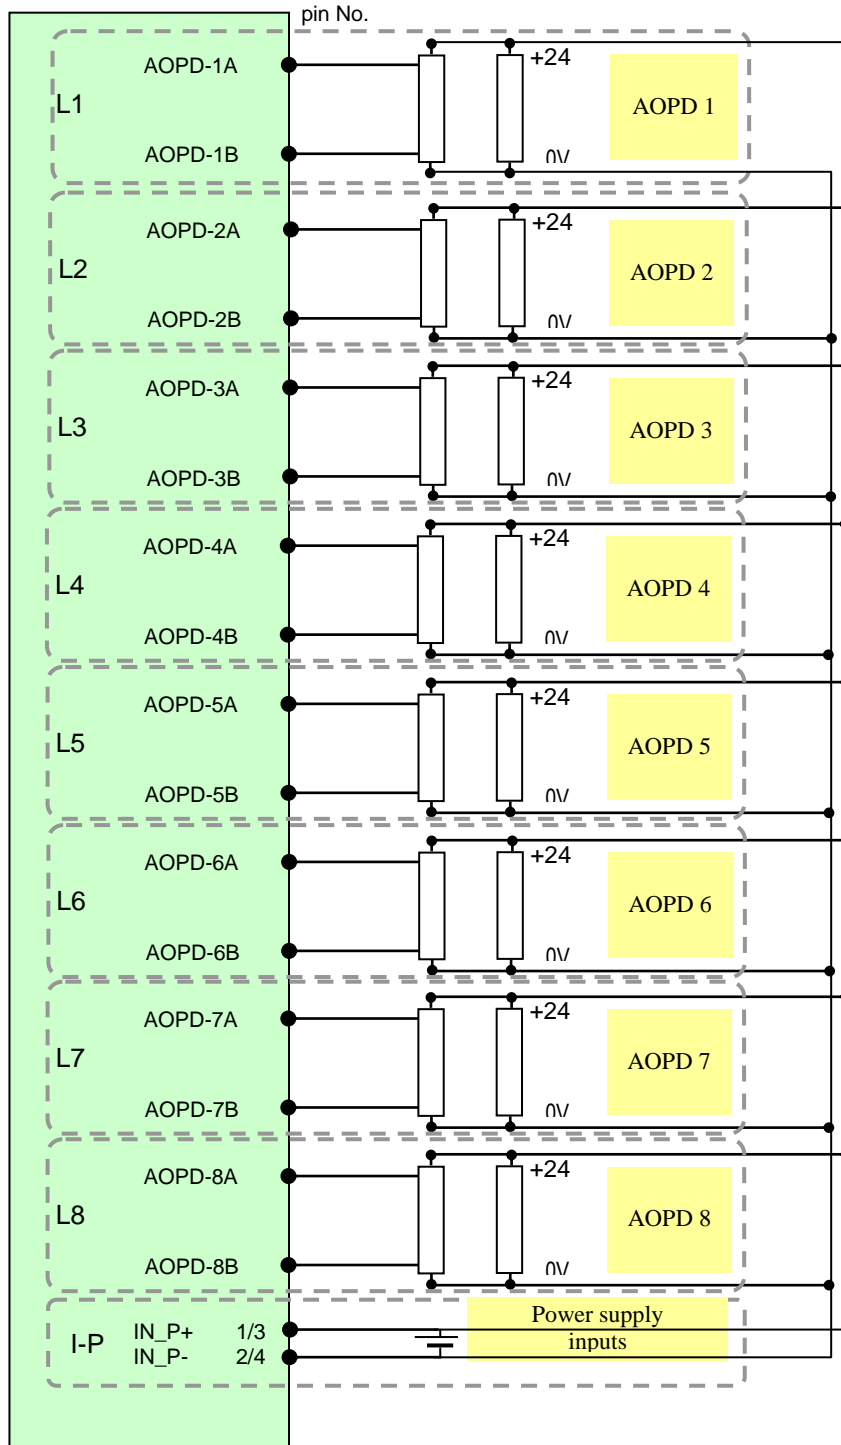 pin No.
AOPD-1A +24
L1 AOPD 1
AOPD-1B 0V
AOPD-2A +24
L2 AOPD 2
AOPD-2B 0V
AOPD-3A +24
L3 AOPD 3
AOPD-3B 0V
AOPD-4A +24
L4 AOPD 4
AOPD-4B 0V
AOPD-5A +24
L5 AOPD 5
AOPD-5B 0V
AOPD-6A +24
L6 AOPD 6
AOPD-6B 0V
AOPD-7A +24
L7 AOPD 7
AOPD-7B 0V
AOPD-8A +24
L8 AOPD 8
AOPD-8B 0V
I-P
IN_P+ 1/3
IN_P- 2/4
Power supply
inputs